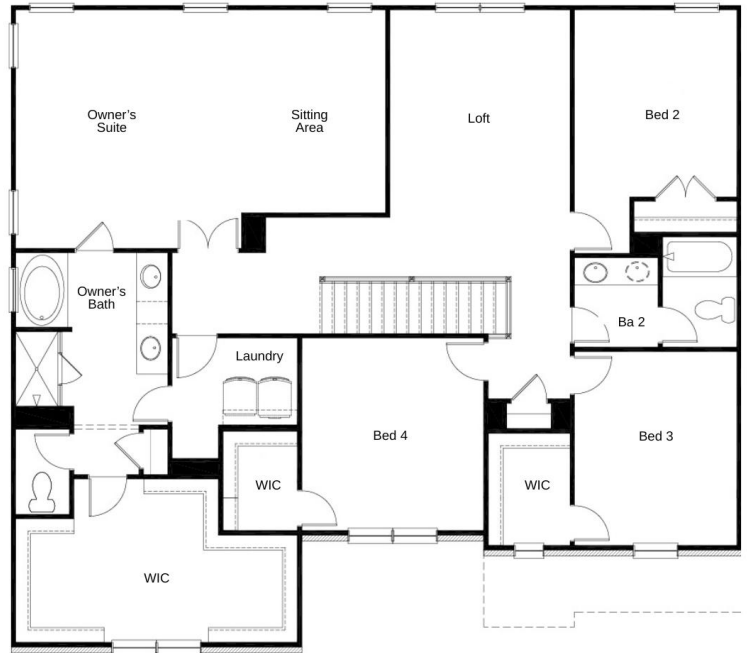 Owner's
Suite
Sitting
Area
Loft
Bed 2
Owner's
Bath
Ba 2
Laundry
Bed 4
Bed 3
WIC
WIC
WIC